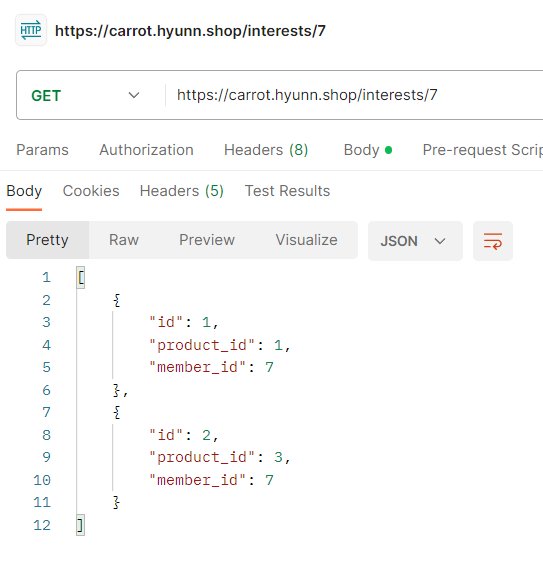 HTTP https://carrot.hyunn.shop/interests/7
GET https://carrot.hyunn.shop/interests/7
Params Authorization Headers (8) Body Pre-request Scrip
Body Cookies Headers (5) Test Results
Pretty Raw Preview Visualize JSON
1 [
2 {
3 "id": 1,
4 "product_id": 1,
5 "member_id": 7
6 },
7 {
8 "id": 2,
9 "product_id": 3,
10 "member_id": 7
11 }
12 ]